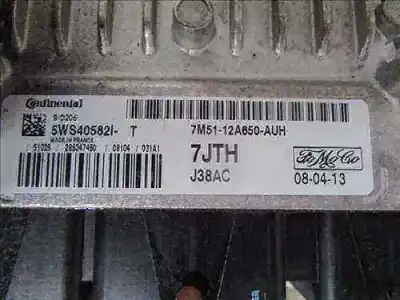 Continental
SID206
5WS40582I- T
7M51-12A650-AUH
MADE IN FRANCE
7JTH
J38AC
FoMoCo
08-04-13